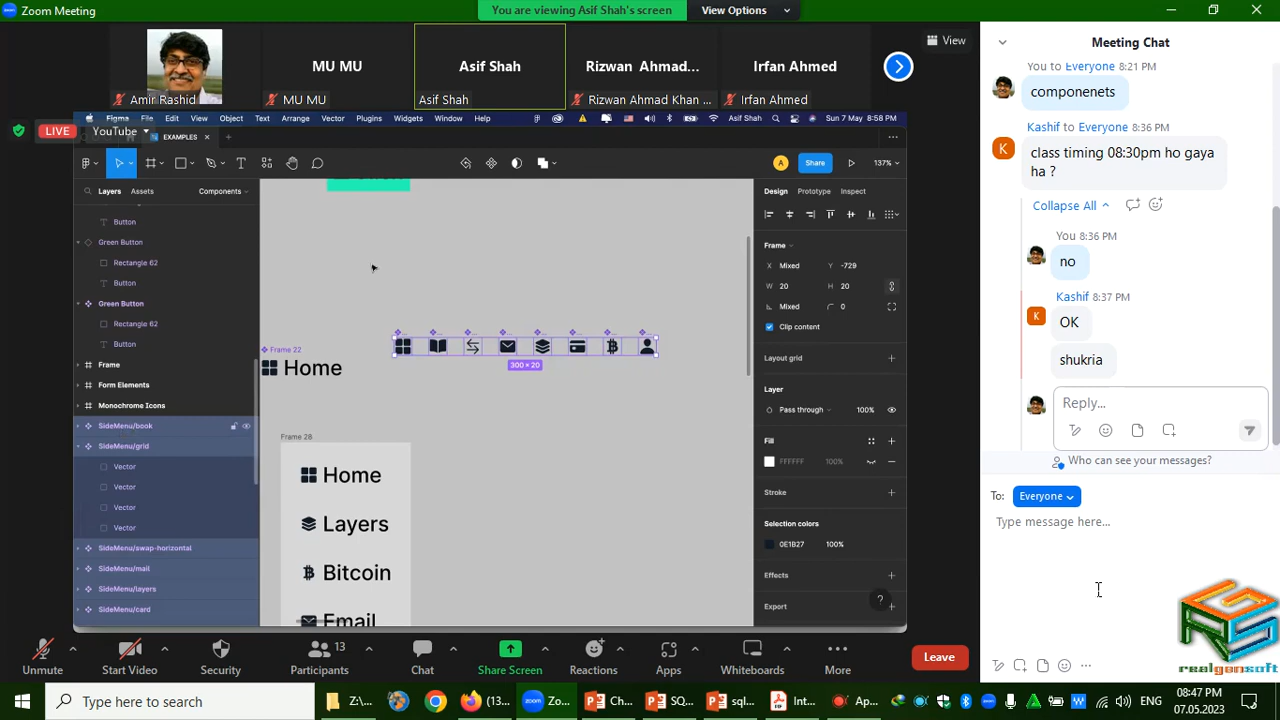 Zoom Meeting
You are viewing Asif Shah's screen
View Options
MU MU
Asif Shah
Rizwan Ahmad...
Irfan Ahmed
View
Amir Rashid
MU MU
Asif Shah
Rizwan Ahmad Khan ...
Irfan Ahmed
LIVE
YouTube
Figma File Edit View Object Text Arrange Vector Plugins Widgets Window Help
Asif Shah
Sun 7 May 8:58 PM
EXAMPLES
A
Share
137%
Layers
Assets
Components
Button
Green Button
Rectangle 62
Button
Green Button
Rectangle 62
Button
Frame
Form Elements
Monochrome Icons
SideMenu/book
SideMenu/grid
Vector
Vector
Vector
Vector
SideMenu/swap-horizontal
SideMenu/mail
SideMenu/layers
SideMenu/card
Frame 22
Home
300 × 20
Frame 28
Home
Layers
Bitcoin
Email
Design
Prototype
Inspect
Frame
X Mixed
Y -729
W 20
H 20
Mixed
0
Clip content
Layout grid
Layer
Pass through
100%
Fill
FFFFFF
100%
Stroke
Selection colors
0E1B27
100%
Effects
Export
?
Meeting Chat
You to Everyone 8:21 PM
componenets
Kashif to Everyone 8:36 PM
K
class timing 08:30pm ho gaya
ha ?
Collapse All
You 8:36 PM
no
Kashif 8:37 PM
K
OK
shukria
Reply...
Who can see your messages?
To: Everyone
Type message here...
realgensoft
Unmute
Start Video
Security
13
Participants
Chat
Share Screen
Reactions
Apps
Whiteboards
More
Leave
Type here to search
Z:\
(13...
Zo...
Ch...
SQ...
sql...
Int...
Ap...
ENG
08:47 PM
07.05.2023